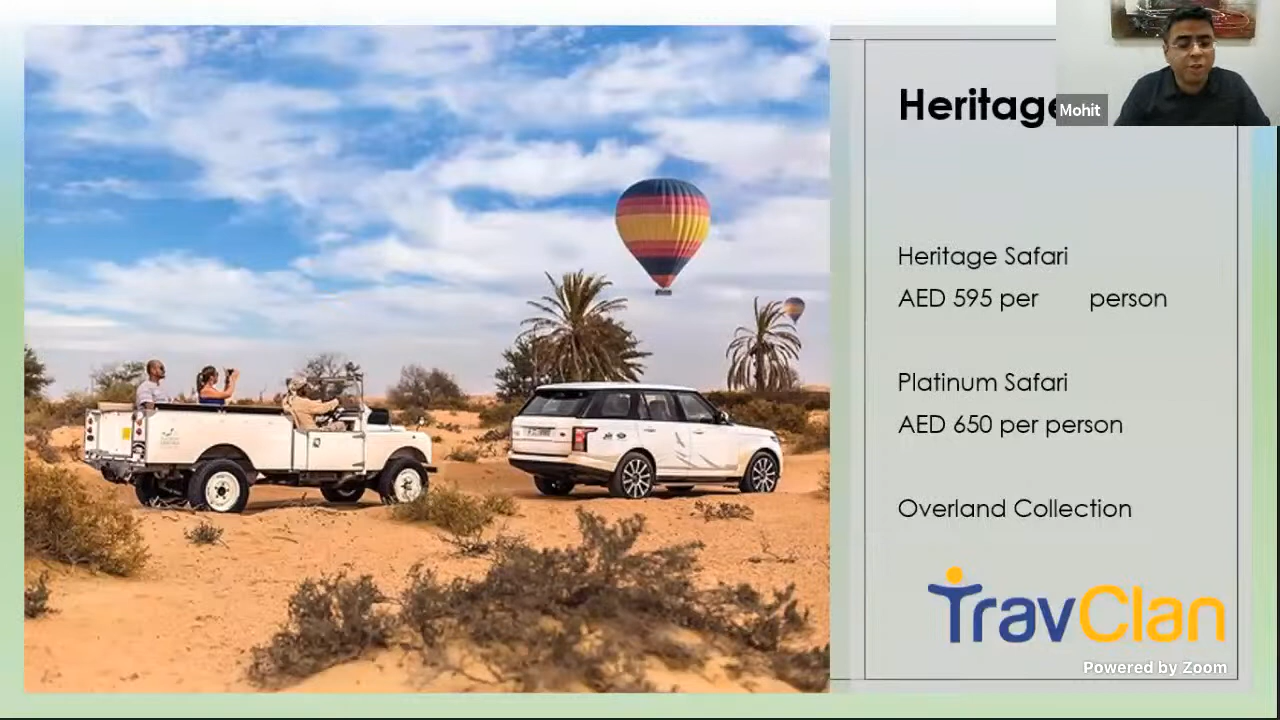 Heritage
Mohit
Heritage Safari
AED 595 per person
Platinum Safari
AED 650 per person
Overland Collection
TravClan
Powered by Zoom